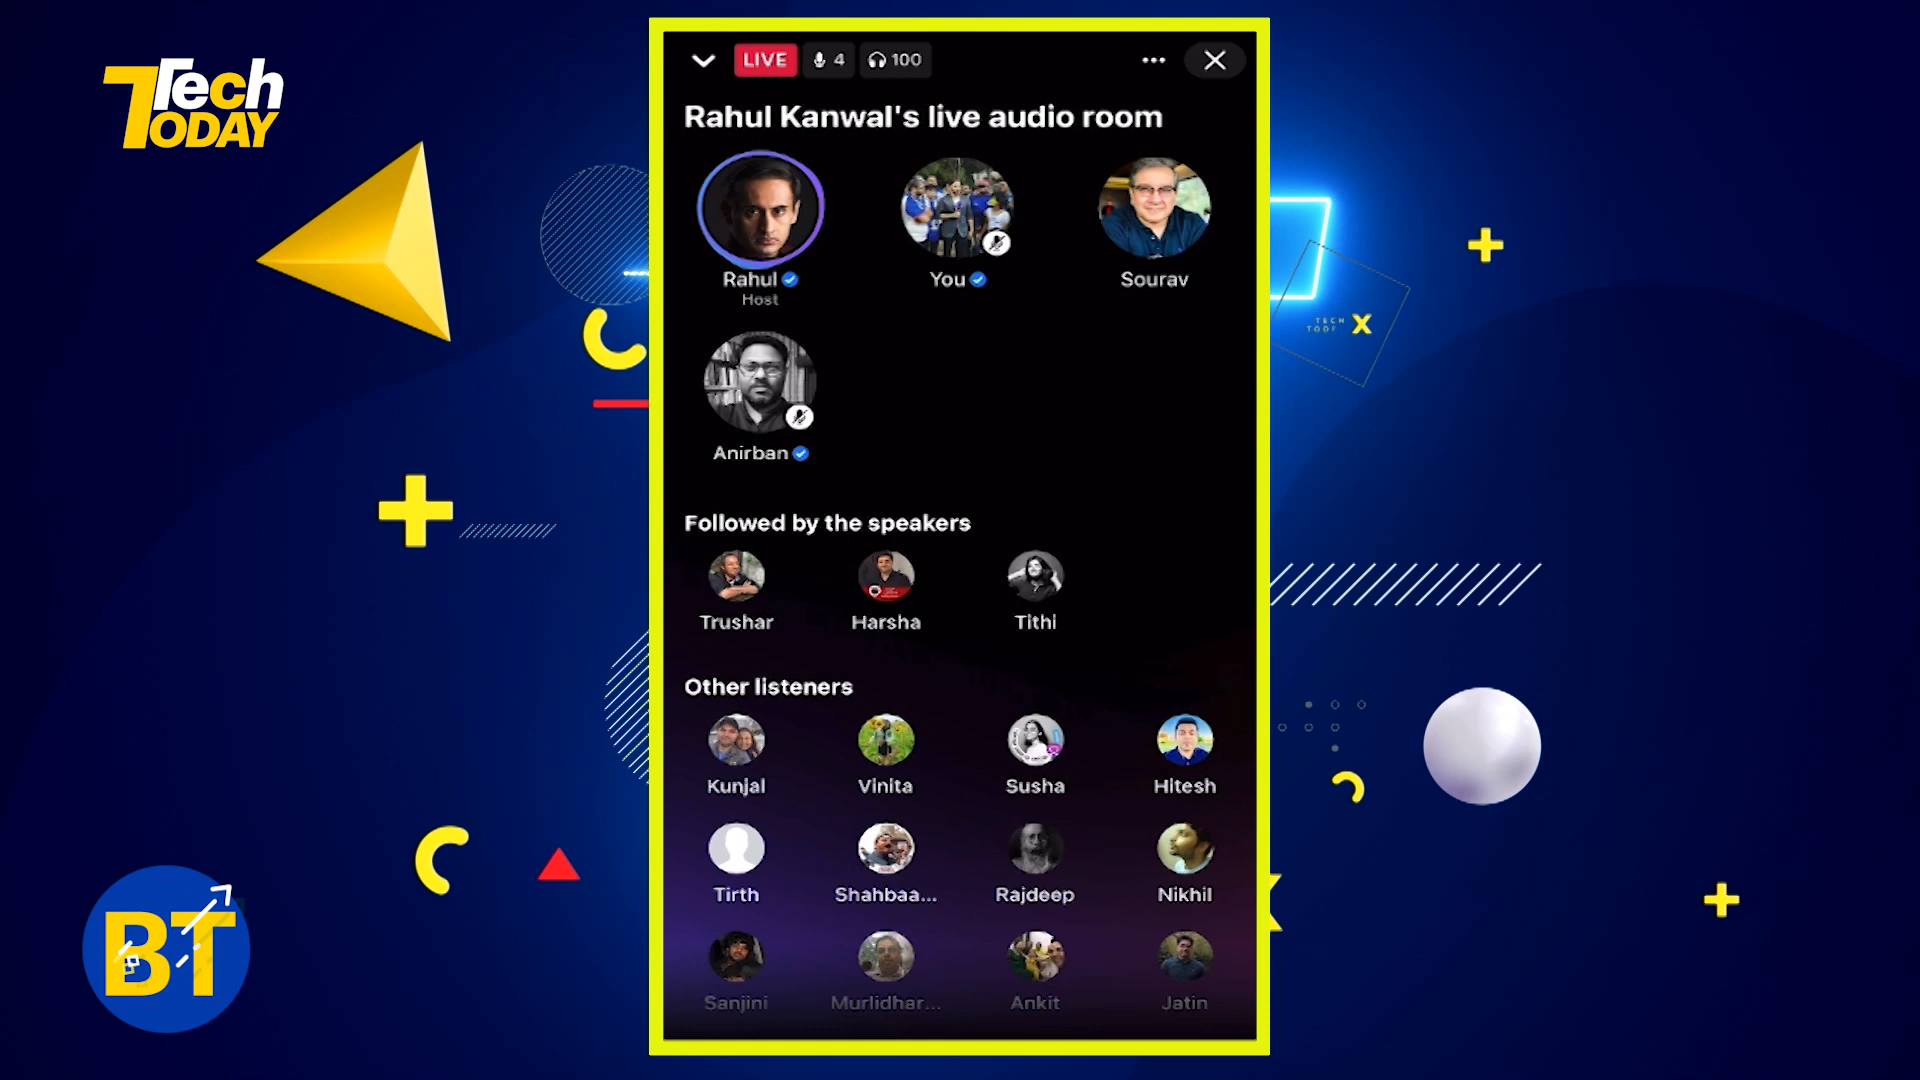 Tech
TODAY
LIVE 4 100
Rahul Kanwal's live audio room
Rahul You Sourav
Host
Anirban
Followed by the speakers
Trushar Harsha Tithi
Other listeners
Kunjal Vinita Susha Hitesh
Tirth Shahbaa... Rajdeep Nikhil
Sanjini Murlidhar... Ankit Jatin
TECH
BT